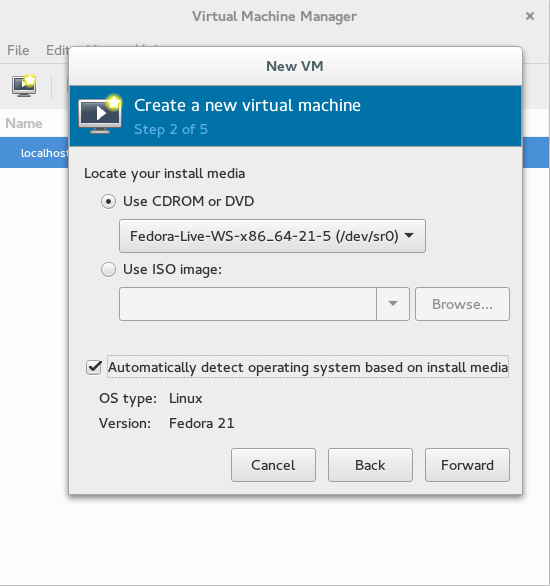 Virtual Machine Manager
File
New VM
Create a new virtual machine
Step 2 of 5
Name
localhost
Locate your install media
Use CDROM or DVD
Fedora-Live-WS-x86_64-21-5 (/dev/sr0)
Use ISO image:
Browse...
Automatically detect operating system based on install media
OS type: Linux
Version: Fedora 21
Cancel Back Forward